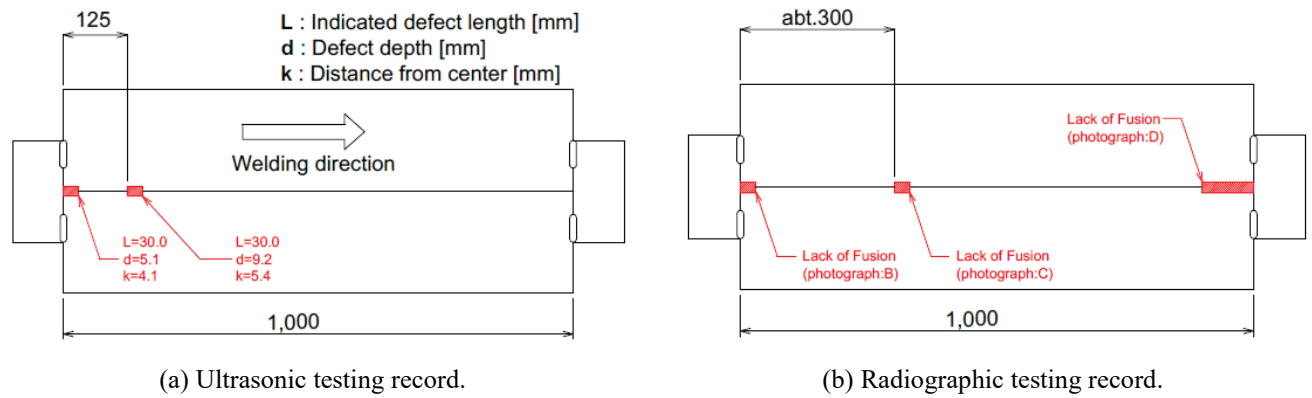 125
L : Indicated defect length [mm]
d : Defect depth [mm]
k : Distance from center [mm]
Welding direction
L=30.0
d=5.1
k=4.1
L=30.0
d=9.2
k=5.4
1,000
(a) Ultrasonic testing record.
abt.300
Lack of Fusion
(photograph:D)
Lack of Fusion
(photograph:B)
Lack of Fusion
(photograph:C)
1,000
(b) Radiographic testing record.